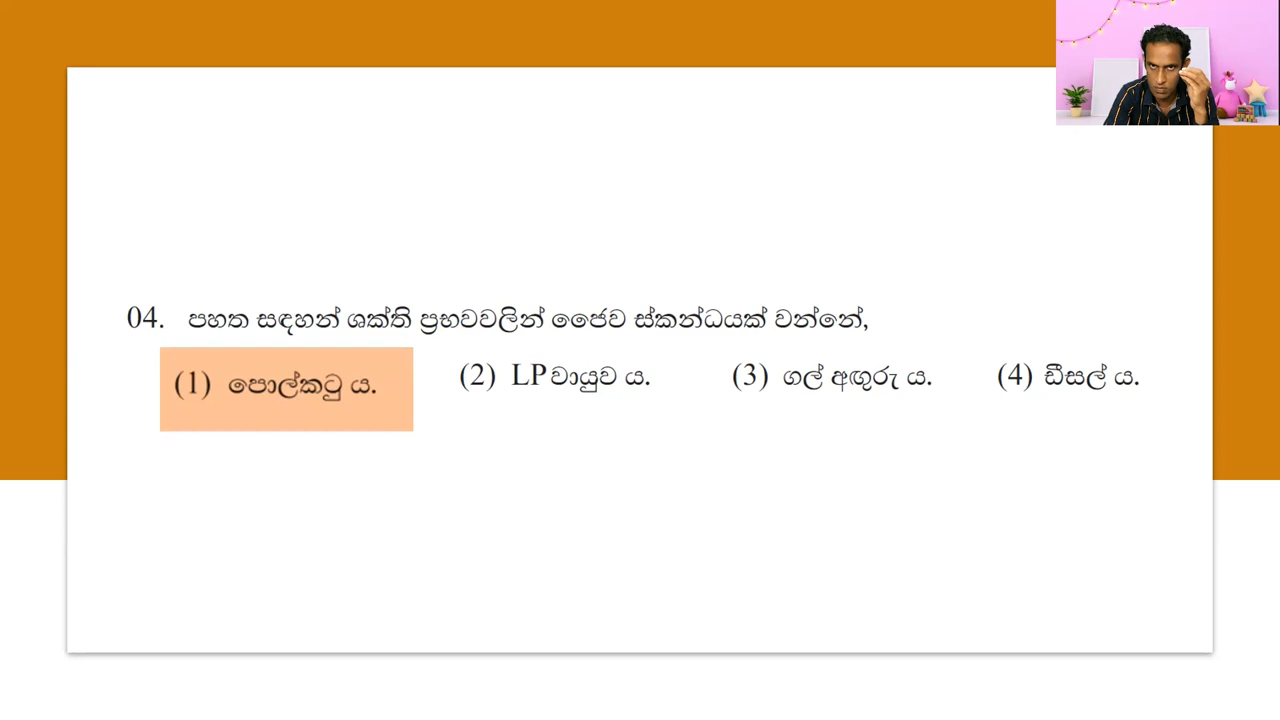 04. පහත සඳහන් ශක්ති ප්‍රභවවලින් ජෛව ස්කන්ධයක් වන්නේ,
(1) පොල්කටු ය. (2) LP වායුව ය. (3) ගල් අඟුරු ය. (4) ඩීසල් ය.